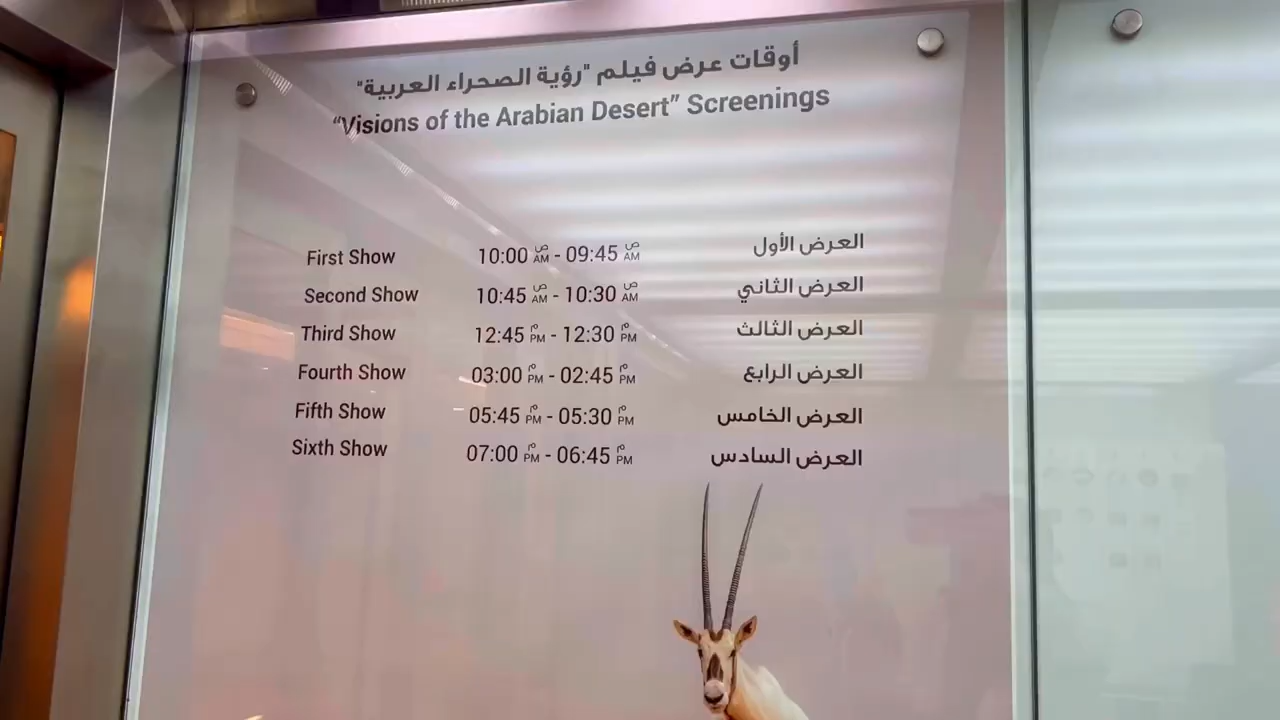 أوقات عرض فيلم "رؤية الصحراء العربية"
“Visions of the Arabian Desert” Screenings
First Show 10:00 ص AM - 09:45 ص AM العرض الأول
Second Show 10:45 ص AM - 10:30 ص AM العرض الثاني
Third Show 12:45 م PM - 12:30 م PM العرض الثالث
Fourth Show 03:00 م PM - 02:45 م PM العرض الرابع
Fifth Show 05:45 م PM - 05:30 م PM العرض الخامس
Sixth Show 07:00 م PM - 06:45 م PM العرض السادس